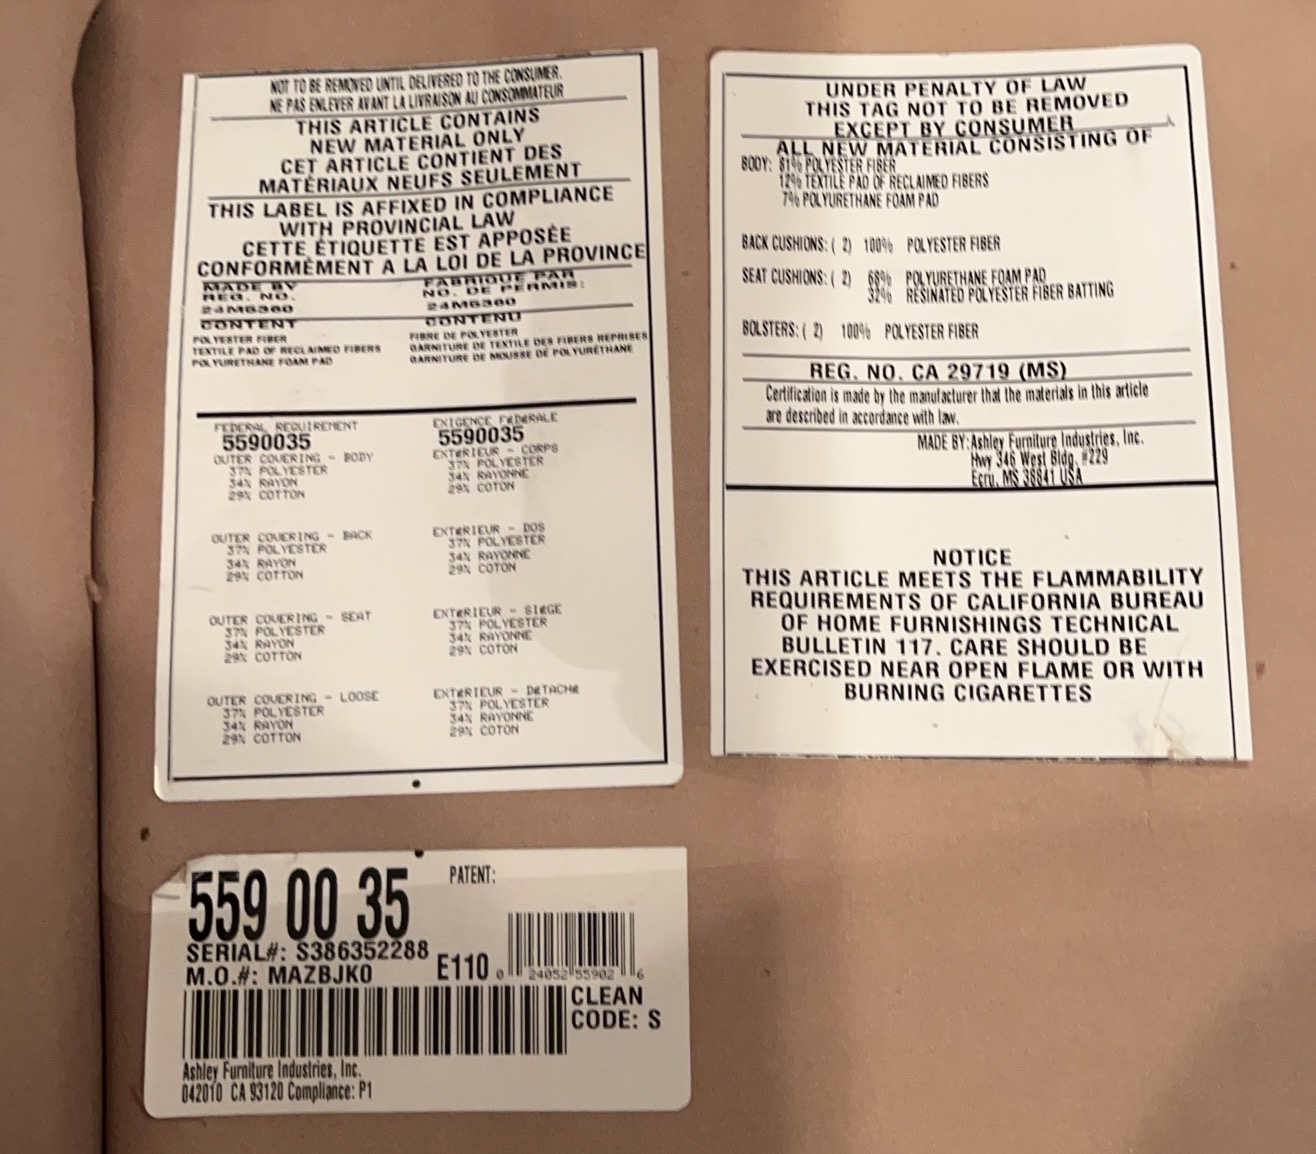 NOT TO BE REMOVED UNTIL DELIVERED TO THE CONSUMER.
NE PAS ENLEVER AVANT LA LIVRAISON AU CONSOMMATEUR
THIS ARTICLE CONTAINS
NEW MATERIAL ONLY
CET ARTICLE CONTIENT DES
MATÉRIAUX NEUFS SEULEMENT
THIS LABEL IS AFFIXED IN COMPLIANCE
WITH PROVINCIAL LAW
CETTE ÉTIQUETTE EST APPOSÉE
CONFORMÉMENT A LA LOI DE LA PROVINCE
MADE BY FABRIQUE PAR
REG. NO. NO. DE PERMIS:
24M6360 24M6360
CONTENT CONTENU
POLYESTER FIBER FIBRE DE POLYESTER
TEXTILE PAD OF RECLAIMED FIBERS GARNITURE DE TEXTILE DES FIBERS REPRISES
POLYURETHANE FOAM PAD GARNITURE DE MOUSSE DE POLYURÉTHANE
FEDERAL REQUIREMENT EXIGENCE FéDéRALE
5590035 5590035
OUTER COVERING - BODY EXTéRIEUR - CORPS
37% POLYESTER 37% POLYESTER
34% RAYON 34% RAYONNE
29% COTTON 29% COTON
OUTER COVERING - BACK EXTéRIEUR - DOS
37% POLYESTER 37% POLYESTER
34% RAYON 34% RAYONNE
29% COTTON 29% COTON
OUTER COVERING - SEAT EXTéRIEUR - SIèGE
37% POLYESTER 37% POLYESTER
34% RAYON 34% RAYONNE
29% COTTON 29% COTON
OUTER COVERING - LOOSE EXTéRIEUR - DéTACHé
37% POLYESTER 37% POLYESTER
34% RAYON 34% RAYONNE
29% COTTON 29% COTON
UNDER PENALTY OF LAW
THIS TAG NOT TO BE REMOVED
EXCEPT BY CONSUMER
ALL NEW MATERIAL CONSISTING OF
BODY: 81% POLYESTER FIBER
12% TEXTILE PAD OF RECLAIMED FIBERS
7% POLYURETHANE FOAM PAD
BACK CUSHIONS: ( 2) 100% POLYESTER FIBER
SEAT CUSHIONS: ( 2) 68% POLYURETHANE FOAM PAD
32% RESINATED POLYESTER FIBER BATTING
BOLSTERS: ( 2) 100% POLYESTER FIBER
REG. NO. CA 29719 (MS)
Certification is made by the manufacturer that the materials in this article
are described in accordance with law.
MADE BY: Ashley Furniture Industries, Inc.
Hwy 346 West Bldg. #229
Ecru, MS 38841 USA
NOTICE
THIS ARTICLE MEETS THE FLAMMABILITY
REQUIREMENTS OF CALIFORNIA BUREAU
OF HOME FURNISHINGS TECHNICAL
BULLETIN 117. CARE SHOULD BE
EXERCISED NEAR OPEN FLAME OR WITH
BURNING CIGARETTES
559 00 35 PATENT:
SERIAL#: S386352288
M.O.#: MAZBJK0 E110 0 24052 55902 6
CLEAN
CODE: S
Ashley Furniture Industries, Inc.
042010 CA 93120 Compliance: P1